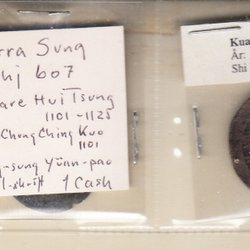 rra Sung
hj 607
are Hui Tsung
1101-1125
Chong Ching Kuo
1101
-sung Yüan-pao
1 Cash
Kua
År:
Shi